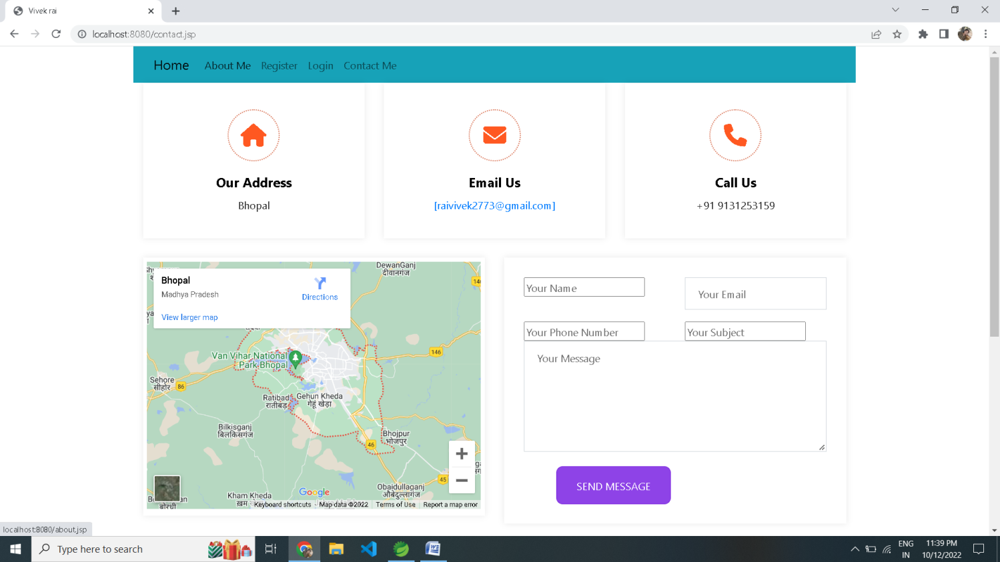 Vivek rai
localhost:8080/contact.jsp
Home About Me Register Login Contact Me
Our Address
Bhopal
Email Us
[raivivek2773@gmail.com]
Call Us
+91 9131253159
Bhopal
Madhya Pradesh
Directions
View larger map
DewanGanj
दीवानगंज
146
Van Vihar National
Park Bhopal
146
Sehore
सीहोर
86
Ratibad
रातीबड़
Gehun Kheda
गेहूं खेड़ा
Bilkisganj
बिलकिसगंज
Bhojpur
भोजपुर
46
45
Obaidullaganj
औबेदुल्लागंज
Kham Kheda
खम खेडा
बोरधी
Google
Keyboard shortcuts
Map data ©2022
Terms of Use
Report a map error
Your Name
Your Email
Your Phone Number
Your Subject
Your Message
SEND MESSAGE
localhost:8080/about.jsp
Type here to search
ENG
IN
11:39 PM
10/12/2022